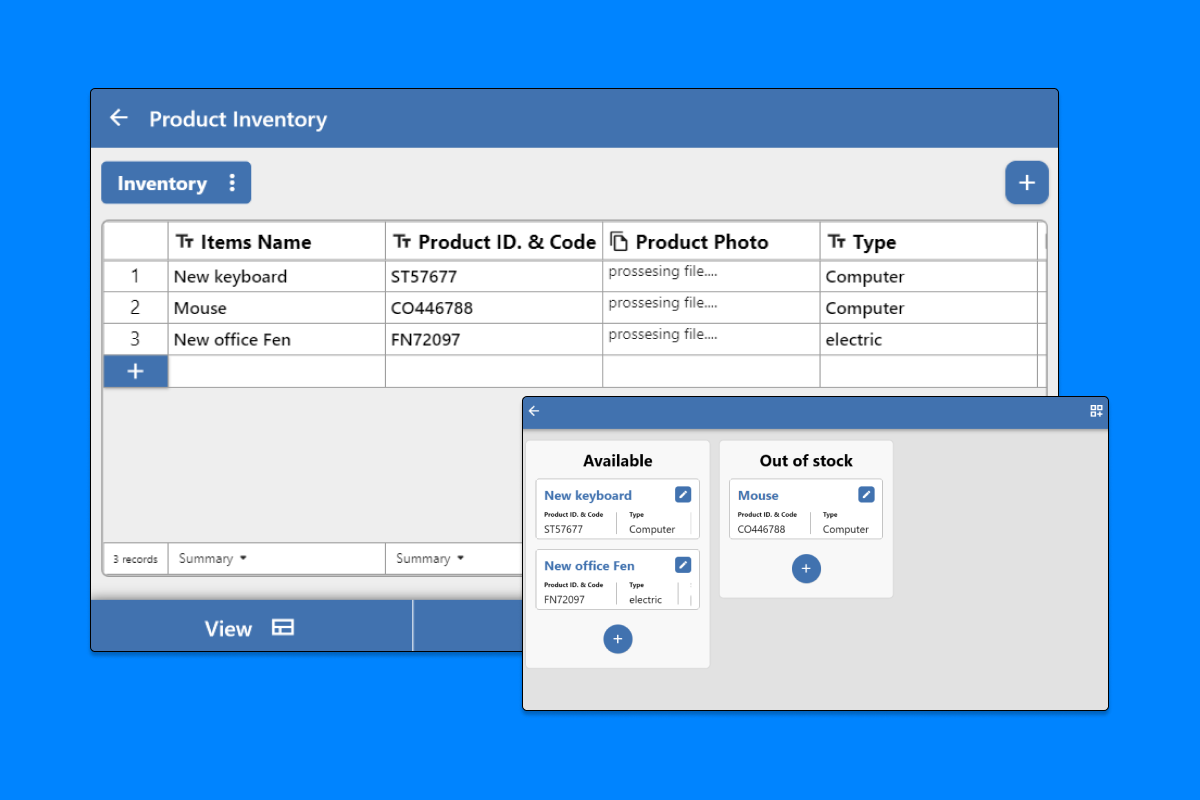 Product Inventory
Inventory
Items Name Product ID. & Code Product Photo Type
1 New keyboard ST57677 prossesing file.... Computer
2 Mouse CO446788 prossesing file.... Computer
3 New office Fen FN72097 prossesing file.... electric
3 records Summary Summary
View
Available
New keyboard
Product ID. & Code Type
ST57677 Computer
New office Fen
Product ID. & Code Type
FN72097 electric
Out of stock
Mouse
Product ID. & Code Type
CO446788 Computer